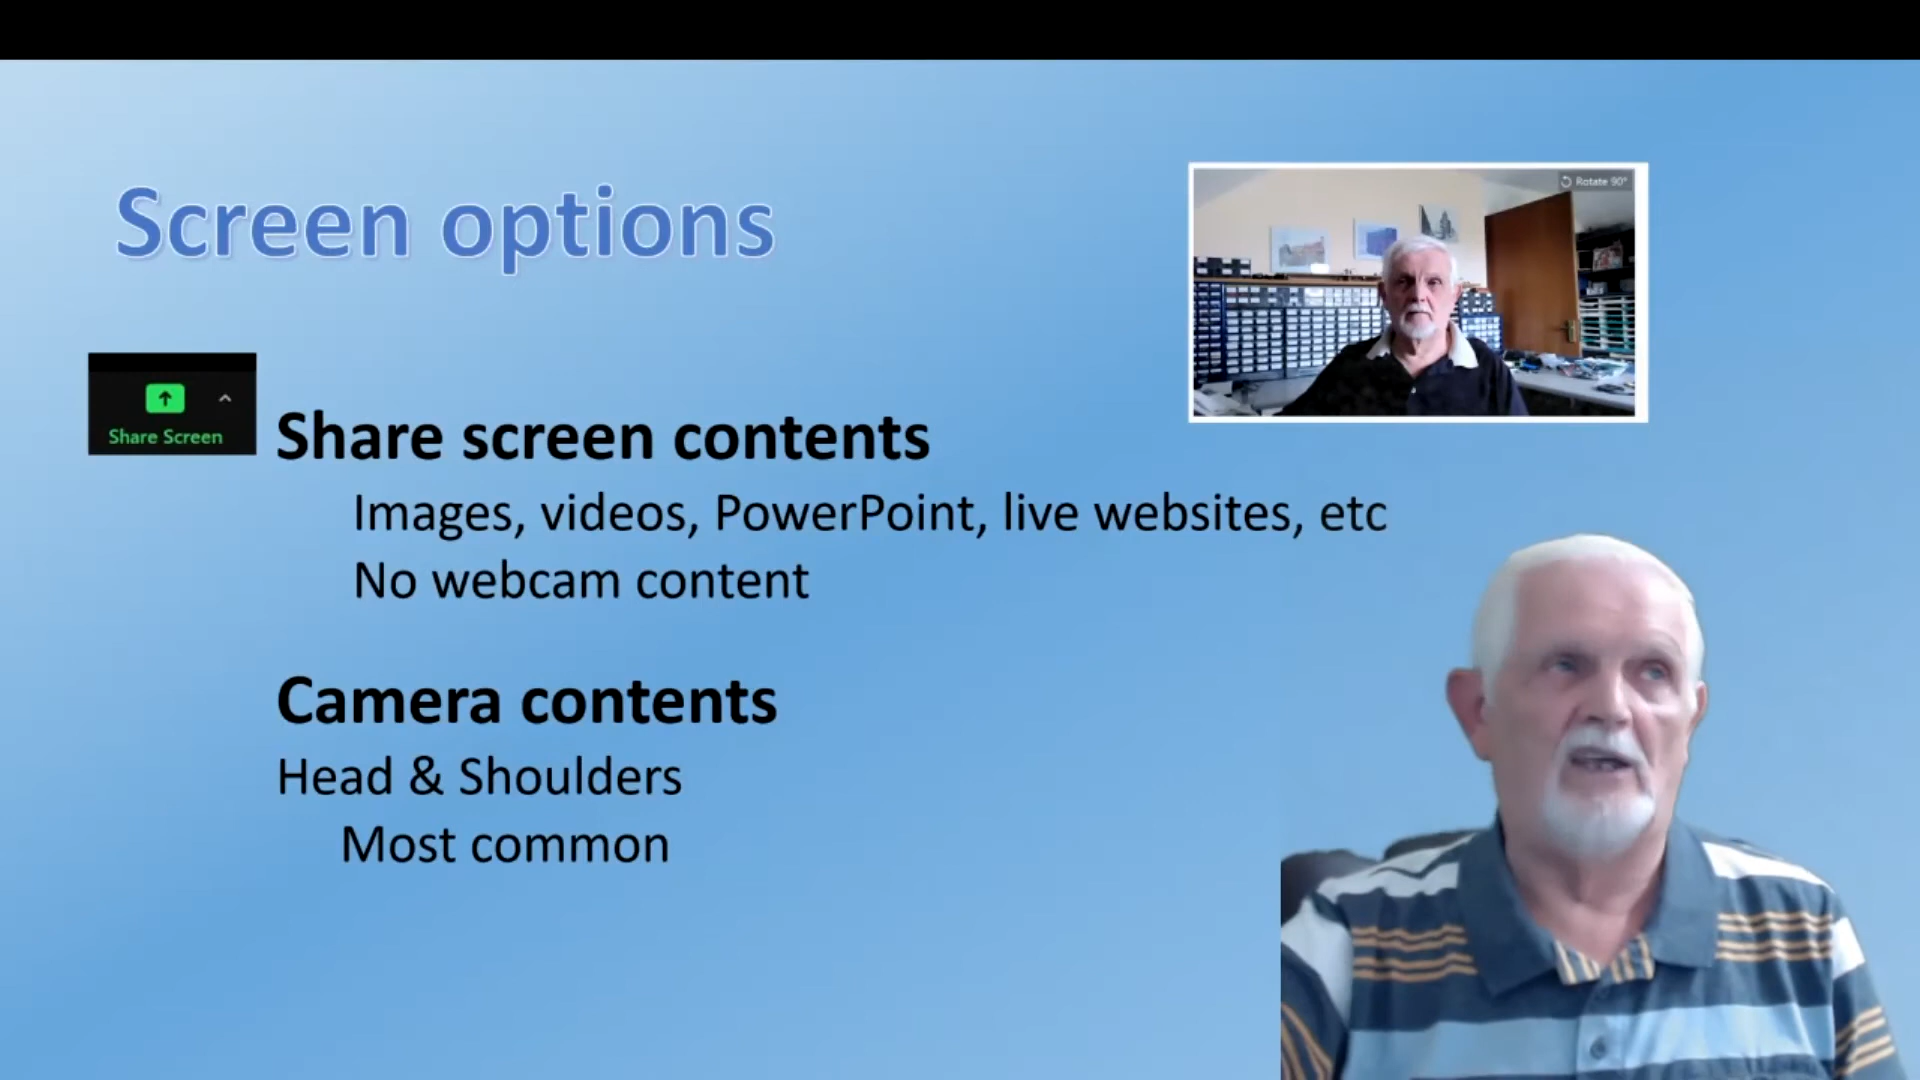 Screen options
Rotate 90°
Share Screen
Share screen contents
Images, videos, PowerPoint, live websites, etc
No webcam content
Camera contents
Head & Shoulders
Most common